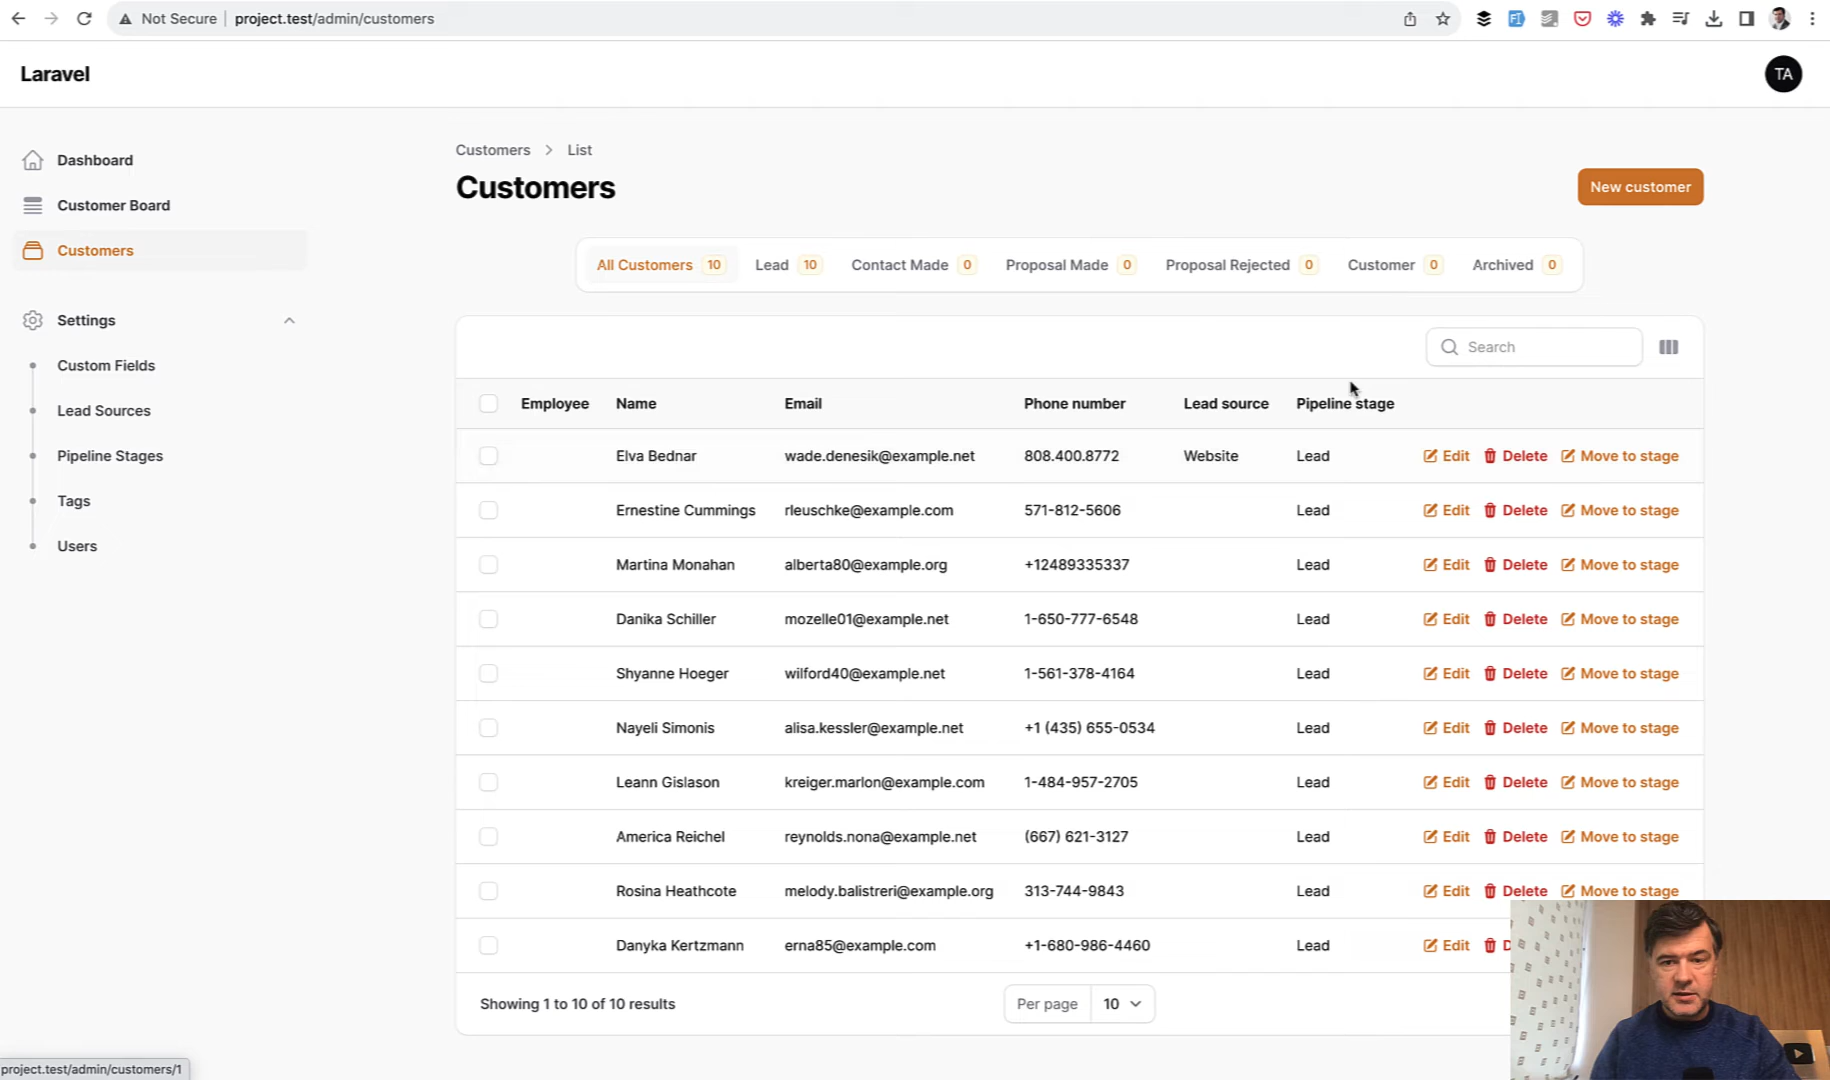 Not Secure project.test/admin/customers
Laravel
TA
Dashboard
Customer Board
Customers
Settings
Custom Fields
Lead Sources
Pipeline Stages
Tags
Users
Customers > List
Customers
New customer
All Customers 10 Lead 10 Contact Made 0 Proposal Made 0 Proposal Rejected 0 Customer 0 Archived 0
Search
Employee Name Email Phone number Lead source Pipeline stage
Elva Bednar wade.denesik@example.net 808.400.8772 Website Lead Edit Delete Move to stage
Ernestine Cummings rleuschke@example.com 571-812-5606 Lead Edit Delete Move to stage
Martina Monahan alberta80@example.org +12489335337 Lead Edit Delete Move to stage
Danika Schiller mozelle01@example.net 1-650-777-6548 Lead Edit Delete Move to stage
Shyanne Hoeger wilford40@example.net 1-561-378-4164 Lead Edit Delete Move to stage
Nayeli Simonis alisa.kessler@example.net +1 (435) 655-0534 Lead Edit Delete Move to stage
Leann Gislason kreiger.marlon@example.com 1-484-957-2705 Lead Edit Delete Move to stage
America Reichel reynolds.nona@example.net (667) 621-3127 Lead Edit Delete Move to stage
Rosina Heathcote melody.balistreri@example.org 313-744-9843 Lead Edit Delete Move to stage
Danyka Kertzmann erna85@example.com +1-680-986-4460 Lead Edit D
Showing 1 to 10 of 10 results Per page 10
project.test/admin/customers/1